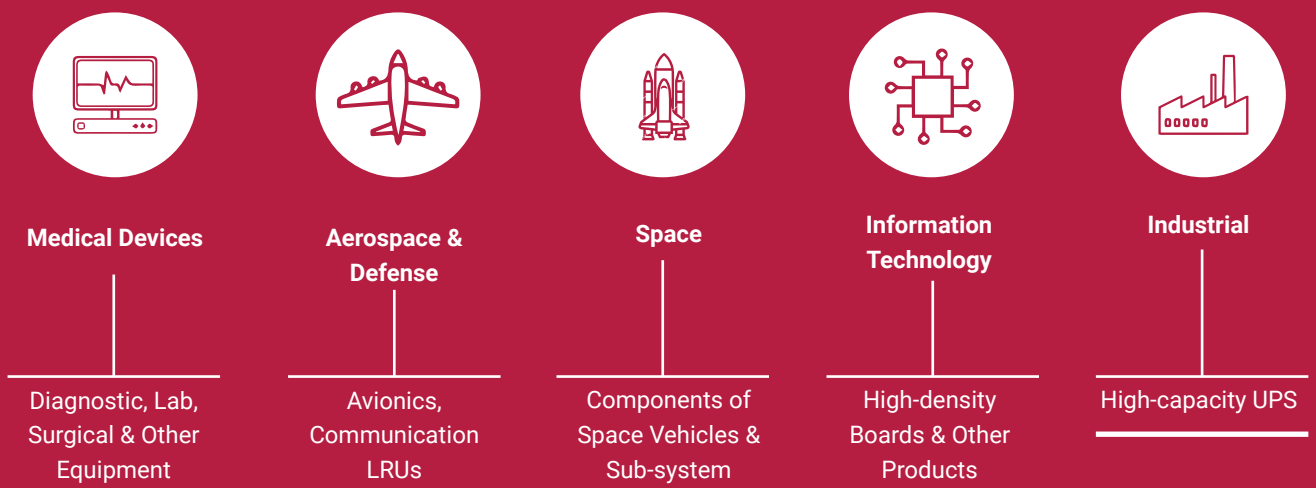 Medical Devices
Aerospace &
Defense
Space
Information
Technology
Industrial
Diagnostic, Lab,
Surgical & Other
Equipment
Avionics,
Communication
LRUs
Components of
Space Vehicles &
Sub-system
High-density
Boards & Other
Products
High-capacity UPS